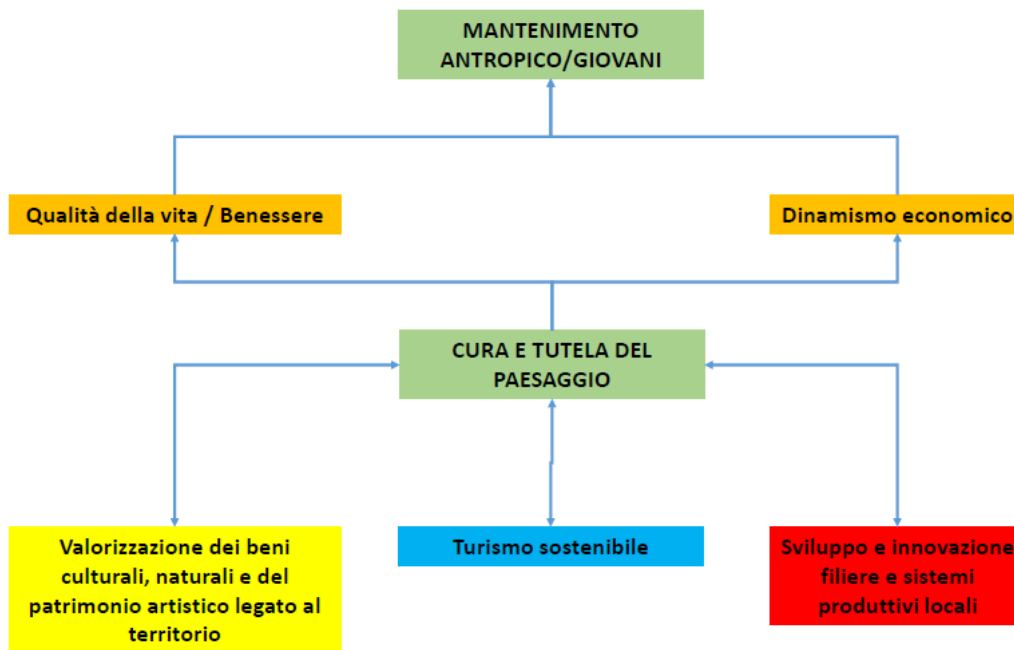 MANTENIMENTO
ANTROPICO/GIOVANI
Qualità della vita / Benessere
Dinamismo economico
CURA E TUTELA DEL
PAESAGGIO
Valorizzazione dei beni
culturali, naturali e del
patrimonio artistico legato al
territorio
Turismo sostenibile
Sviluppo e innovazione
filiere e sistemi
produttivi locali